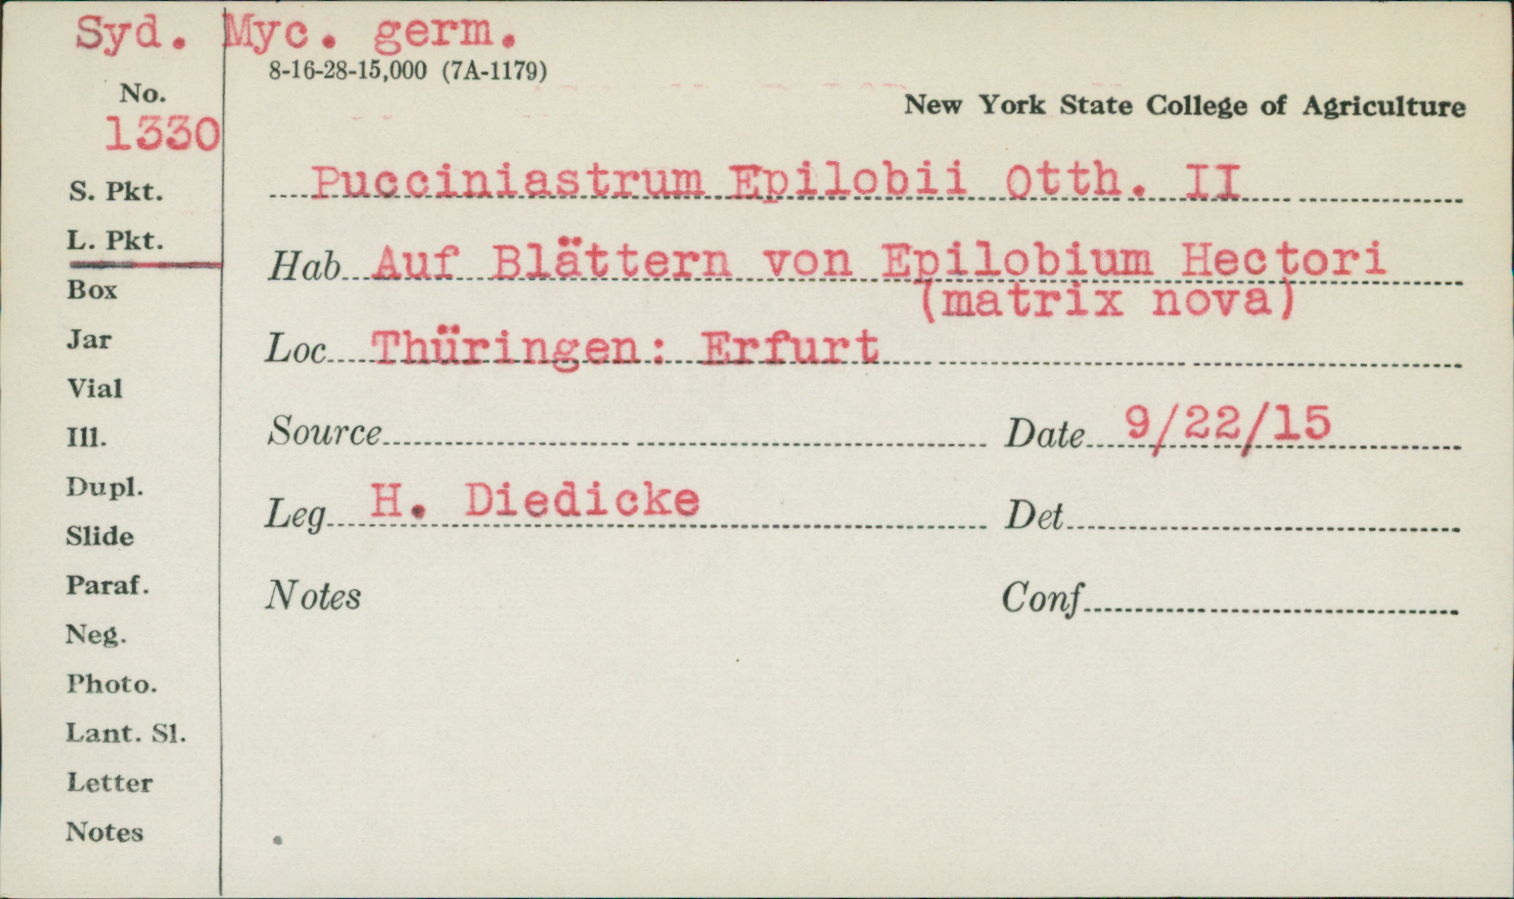 Syd. Myc. germ.
8-16-28-15,000 (7A-1179)
No.
1330
New York State College of Agriculture
S. Pkt.
Pucciniastrum Epilobii Otth. II
L. Pkt.
Hab Auf Blättern von Epilobium Hectori
(matrix nova)
Box
Jar
Loc Thüringen: Erfurt
Vial
Ill.
Source
Date 9/22/15
Dupl.
Leg H. Diedicke
Det
Slide
Paraf.
Notes
Conf
Neg.
Photo.
Lant. Sl.
Letter
Notes